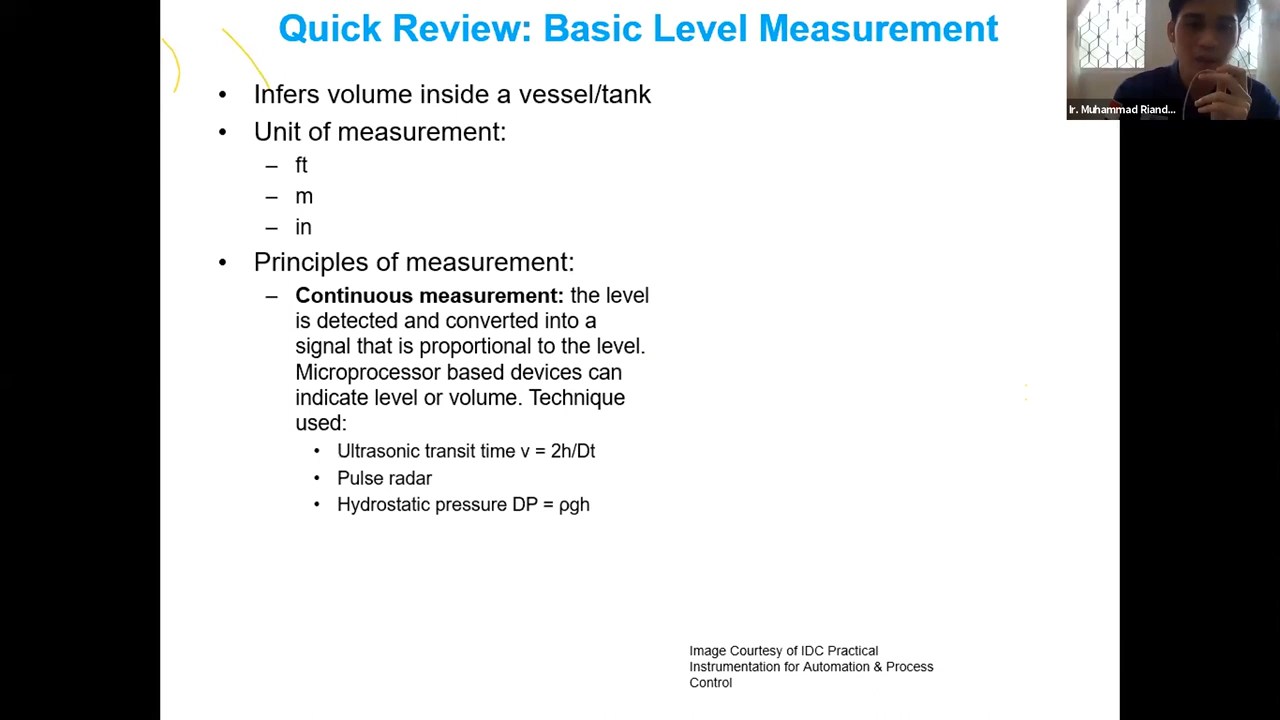 Quick Review: Basic Level Measurement
Ir. Muhammad Riand...
• Infers volume inside a vessel/tank
• Unit of measurement:
– ft
– m
– in
• Principles of measurement:
– Continuous measurement: the level
is detected and converted into a
signal that is proportional to the level.
Microprocessor based devices can
indicate level or volume. Technique
used:
• Ultrasonic transit time v = 2h/Dt
• Pulse radar
• Hydrostatic pressure DP = ρgh
Image Courtesy of IDC Practical
Instrumentation for Automation & Process
Control